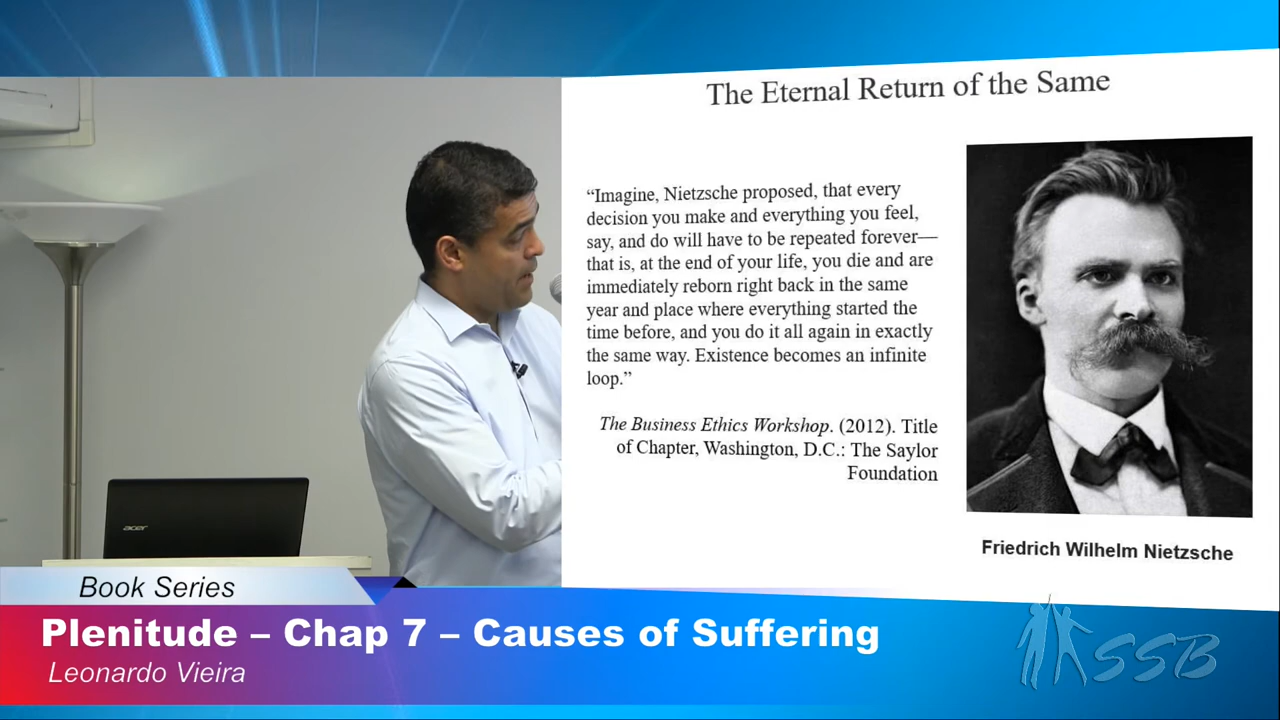 The Eternal Return of the Same
“Imagine, Nietzsche proposed, that every
decision you make and everything you feel,
say, and do will have to be repeated forever—
that is, at the end of your life, you die and are
immediately reborn right back in the same
year and place where everything started the
time before, and you do it all again in exactly
the same way. Existence becomes an infinite
loop.”
The Business Ethics Workshop. (2012). Title
of Chapter, Washington, D.C.: The Saylor
Foundation
Friedrich Wilhelm Nietzsche
acer
Book Series
Plenitude – Chap 7 – Causes of Suffering
Leonardo Vieira
SSB